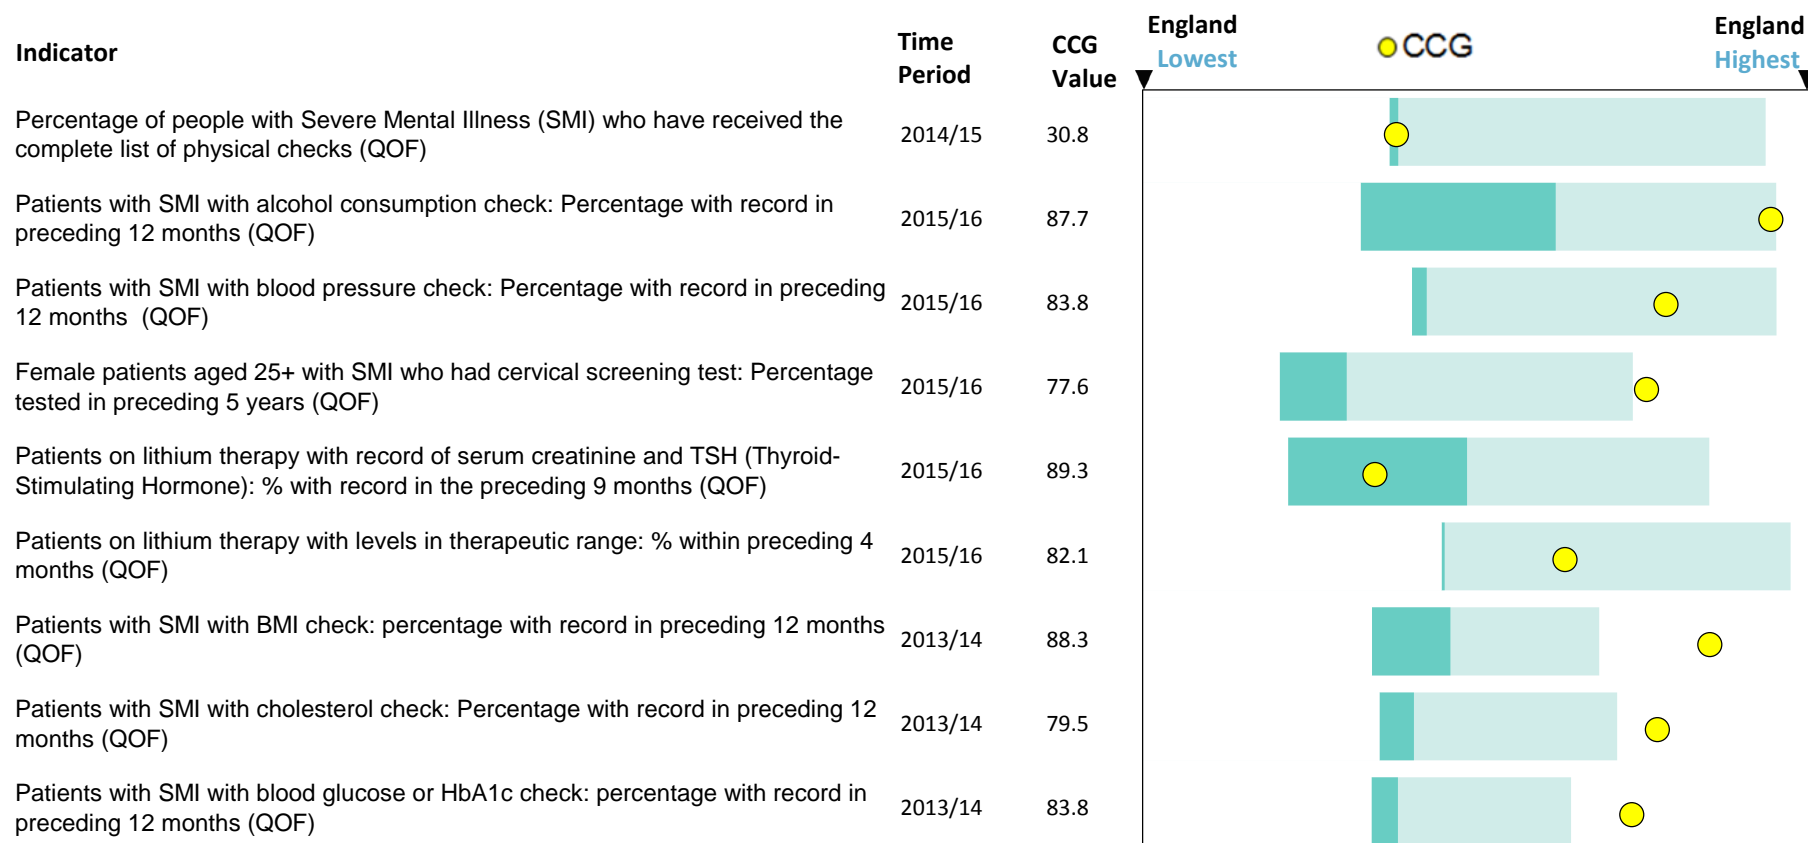 Indicator
Time Period
CCG Value
England Lowest
CCG
England Highest
Percentage of people with Severe Mental Illness (SMI) who have received the
complete list of physical checks (QOF)
2014/15
30.8
Patients with SMI with alcohol consumption check: Percentage with record in
preceding 12 months (QOF)
2015/16
87.7
Patients with SMI with blood pressure check: Percentage with record in preceding
12 months (QOF)
2015/16
83.8
Female patients aged 25+ with SMI who had cervical screening test: Percentage
tested in preceding 5 years (QOF)
2015/16
77.6
Patients on lithium therapy with record of serum creatinine and TSH (Thyroid-
Stimulating Hormone): % with record in the preceding 9 months (QOF)
2015/16
89.3
Patients on lithium therapy with levels in therapeutic range: % within preceding 4
months (QOF)
2015/16
82.1
Patients with SMI with BMI check: percentage with record in preceding 12 months
(QOF)
2013/14
88.3
Patients with SMI with cholesterol check: Percentage with record in preceding 12
months (QOF)
2013/14
79.5
Patients with SMI with blood glucose or HbA1c check: percentage with record in
preceding 12 months (QOF)
2013/14
83.8